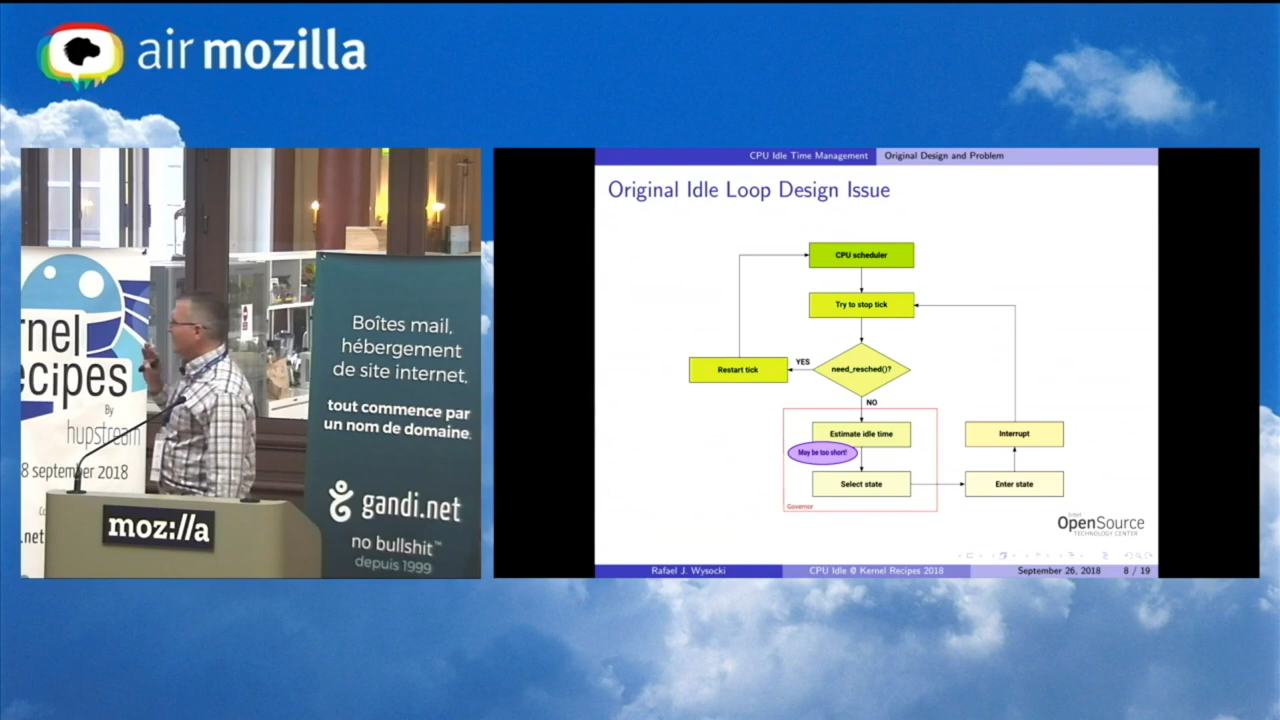 air mozilla
rnel
ecipes
By
hupstream
8 september 2018
.net
moz://a
Boîtes mail,
hébergement
de site internet,
tout commence par
un nom de domaine.
gandi.net
no bullshit™
depuis 1999
CPU Idle Time Management
Original Design and Problem
Original Idle Loop Design Issue
CPU scheduler
Try to stop tick
Restart tick
YES
need_resched()?
NO
Estimate idle time
May be too short!
Select state
Governor
Interrupt
Enter state
Intel
OpenSource
TECHNOLOGY CENTER
Rafael J. Wysocki
CPU Idle @ Kernel Recipes 2018
September 26, 2018
8 / 19